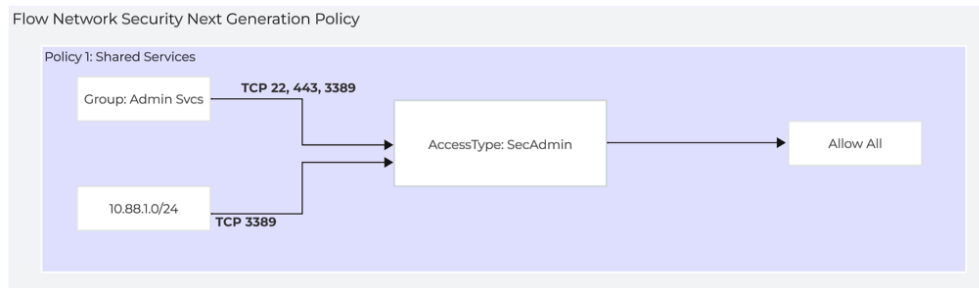 Flow Network Security Next Generation Policy
Policy 1: Shared Services
Group: Admin Svcs
TCP 22, 443, 3389
AccessType: SecAdmin
Allow All
10.88.1.0/24
TCP 3389